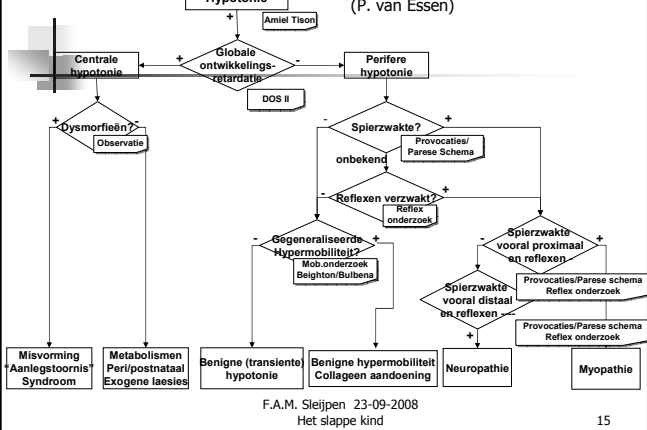 Hypotonie
(P. van Essen)
+
Amiel Tison
Centrale
hypotonie
+
Globale
ontwikkelings-
retardatie
-
Perifere
hypotonie
DOS II
+
Dysmorfieën?
-
Observatie
-
Spierzwakte?
+
Provocaties/
Parese Schema
onbekend
-
Reflexen verzwakt?
+
Reflex
onderzoek
-
Gegeneraliseerde
Hypermobiliteit?
+
Mob.onderzoek
Beighton/Bulbena
Spierzwakte
vooral proximaal
en reflexen -
+
Provocaties/Parese schema
Reflex onderzoek
Spierzwakte
vooral distaal
en reflexen ----
Provocaties/Parese schema
Reflex onderzoek
+
Misvorming
"Aanlegstoornis"
Syndroom
Metabolismen
Peri/postnataal
Exogene laesies
Benigne (transiente)
hypotonie
Benigne hypermobiliteit
Collageen aandoening
Neuropathie
Myopathie
F.A.M. Sleijpen 23-09-2008
Het slappe kind
15